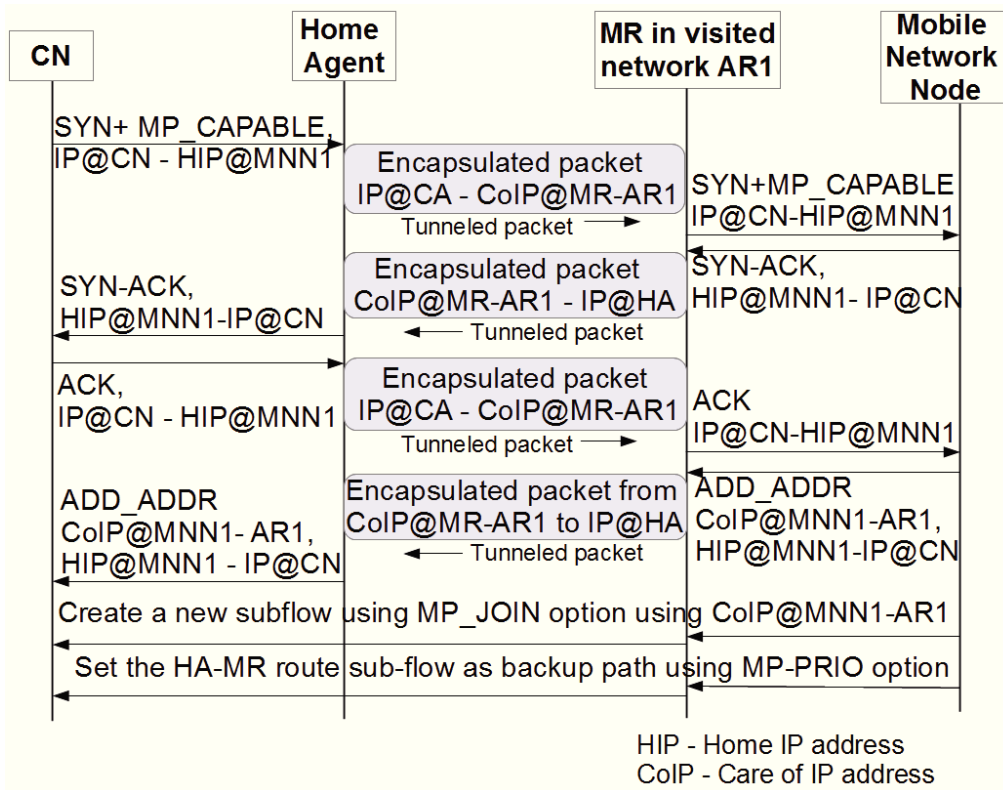 CN
Home
Agent
MR in visited
network AR1
Mobile
Network
Node
SYN+ MP_CAPABLE,
IP@CN - HIP@MNN1
Encapsulated packet
IP@CA - CoIP@MR-AR1
Tunneled packet
SYN+MP_CAPABLE
IP@CN-HIP@MNN1
Encapsulated packet
CoIP@MR-AR1 - IP@HA
Tunneled packet
SYN-ACK,
HIP@MNN1- IP@CN
SYN-ACK,
HIP@MNN1-IP@CN
ACK,
IP@CN - HIP@MNN1
Encapsulated packet
IP@CA - CoIP@MR-AR1
Tunneled packet
ACK
IP@CN-HIP@MNN1
Encapsulated packet from
CoIP@MR-AR1 to IP@HA
Tunneled packet
ADD_ADDR
CoIP@MNN1-AR1,
HIP@MNN1-IP@CN
ADD_ADDR
CoIP@MNN1- AR1,
HIP@MNN1 - IP@CN
Create a new subflow using MP_JOIN option using CoIP@MNN1-AR1
Set the HA-MR route sub-flow as backup path using MP-PRIO option
HIP - Home IP address
CoIP - Care of IP address